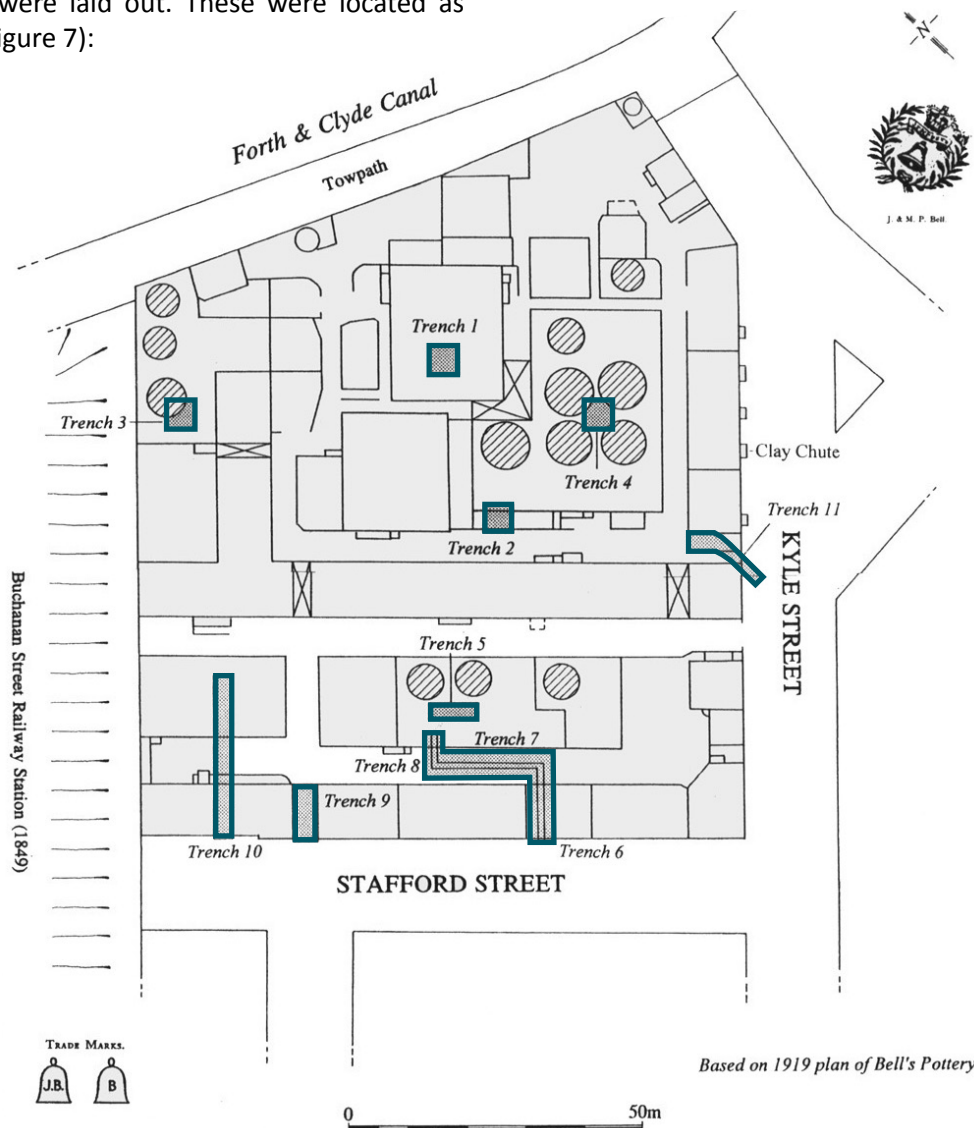 were laid out. These were located as
igure 7):
Forth & Clyde Canal
Towpath
N
J. & M. P. Bell.
Trench 1
Trench 3
Trench 4
Clay Chute
Trench 2
Trench 11
KYLE STREET
Buchanan Street Railway Station (1849)
Trench 5
Trench 7
Trench 8
Trench 9
Trench 10
Trench 6
STAFFORD STREET
TRADE MARKS.
J.B.
B
Based on 1919 plan of Bell's Pottery
0
50m